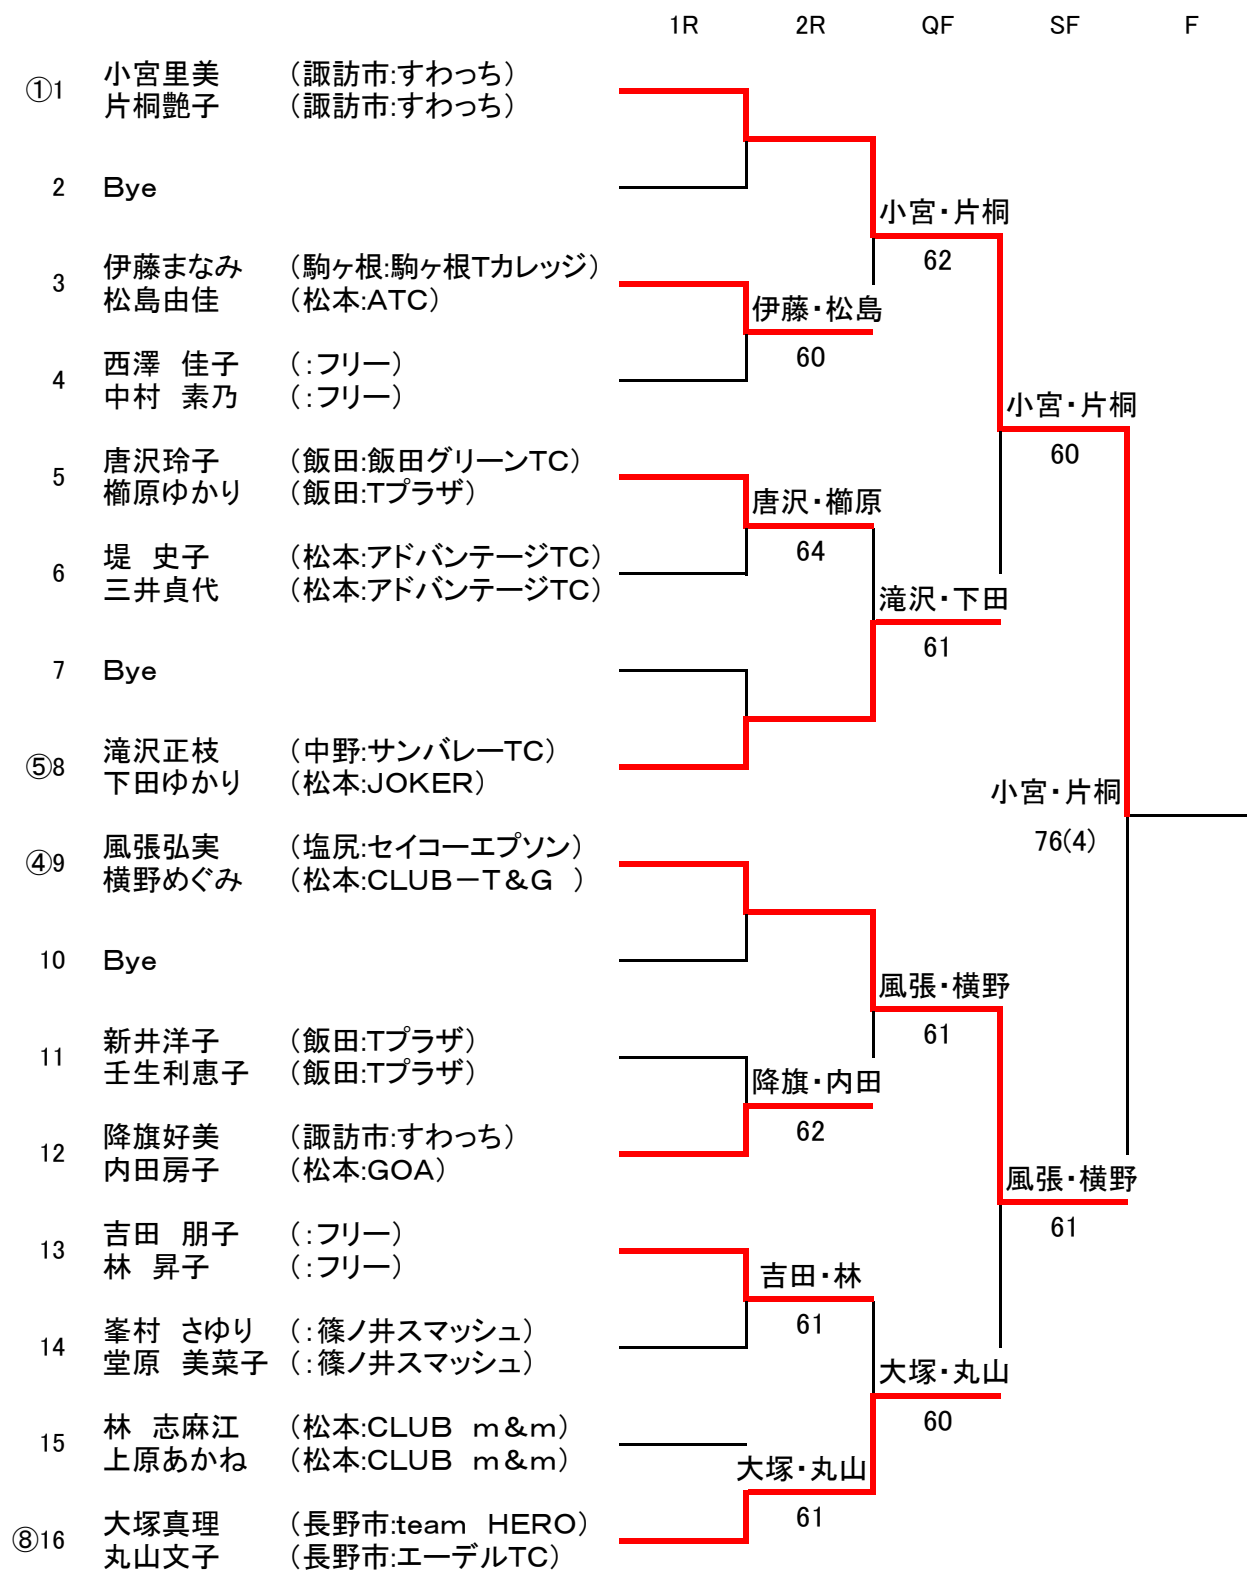 1R 2R QF SF F
①1 小宮里美 (諏訪市:すわっち)
片桐艶子 (諏訪市:すわっち)
2 Bye
小宮・片桐
62
3 伊藤まなみ (駒ヶ根:駒ヶ根Tカレッジ)
松島由佳 (松本:ATC)
伊藤・松島
60
4 西澤 佳子 (:フリー)
中村 素乃 (:フリー)
小宮・片桐
60
5 唐沢玲子 (飯田:飯田グリーンTC)
櫛原ゆかり (飯田:Tプラザ)
唐沢・櫛原
64
6 堤 史子 (松本:アドバンテージTC)
三井貞代 (松本:アドバンテージTC)
滝沢・下田
61
7 Bye
⑤8 滝沢正枝 (中野:サンバレーTC)
下田ゆかり (松本:JOKER)
小宮・片桐
76(4)
④9 風張弘実 (塩尻:セイコーエプソン)
横野めぐみ (松本:CLUB-T&G )
10 Bye
風張・横野
61
11 新井洋子 (飯田:Tプラザ)
壬生利恵子 (飯田:Tプラザ)
降旗・内田
62
12 降旗好美 (諏訪市:すわっち)
内田房子 (松本:GOA)
風張・横野
61
13 吉田 朋子 (:フリー)
林 昇子 (:フリー)
吉田・林
61
14 峯村 さゆり (:篠ノ井スマッシュ)
堂原 美菜子 (:篠ノ井スマッシュ)
大塚・丸山
60
15 林 志麻江 (松本:CLUB m&m)
上原あかね (松本:CLUB m&m)
大塚・丸山
61
⑧16 大塚真理 (長野市:team HERO)
丸山文子 (長野市:エーデルTC)